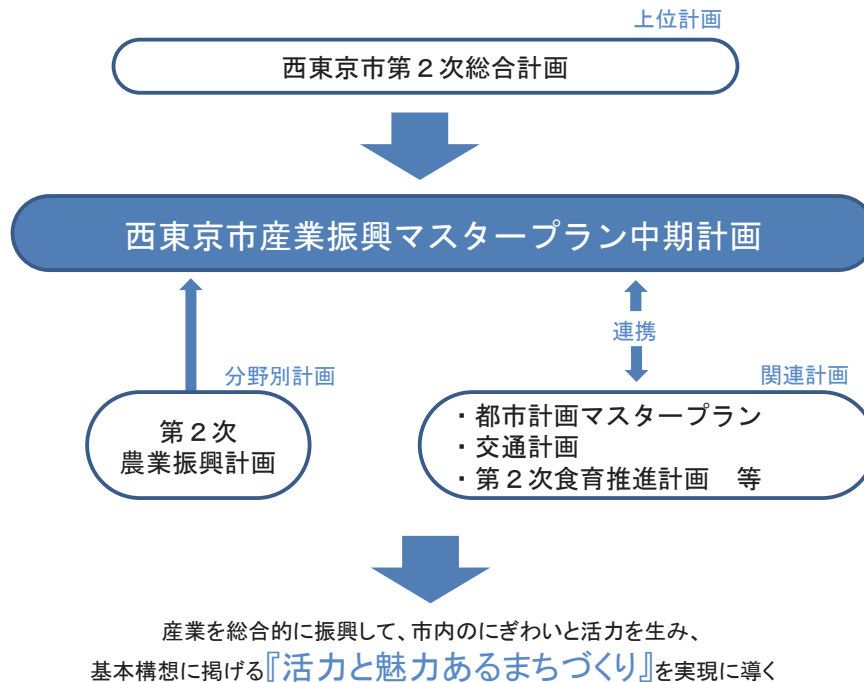 上位計画
西東京市第２次総合計画
西東京市産業振興マスタープラン中期計画
連携
分野別計画
関連計画
第２次
農業振興計画
・都市計画マスタープラン
・交通計画
・第２次食育推進計画　等
産業を総合的に振興して、市内のにぎわいと活力を生み、
基本構想に掲げる『活力と魅力あるまちづくり』を実現に導く